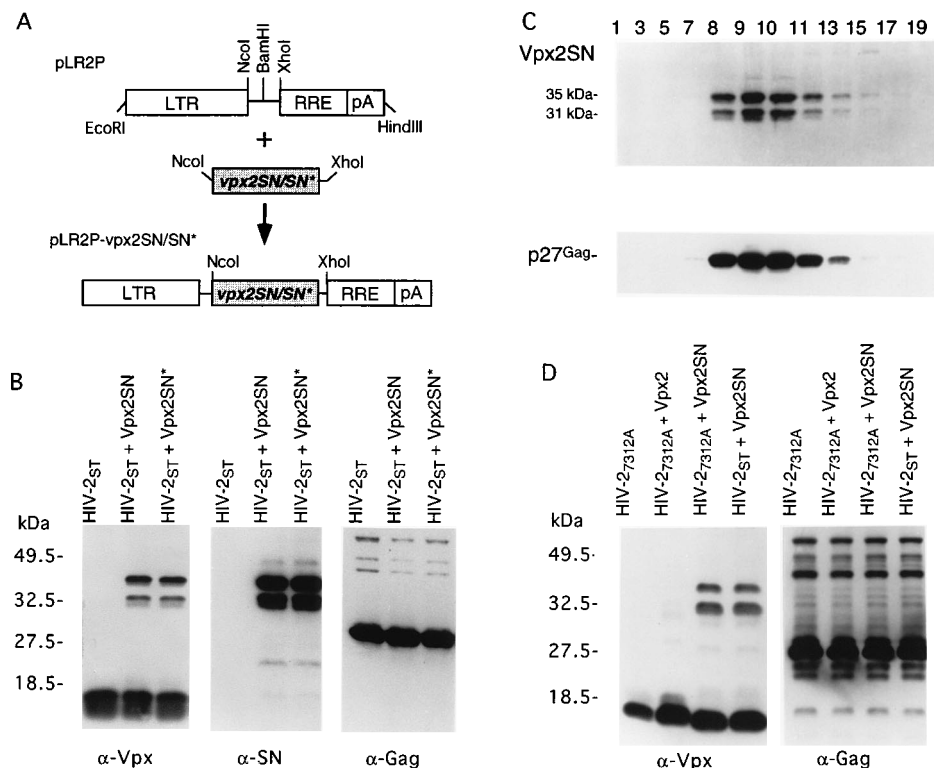 A
pLR2P
NcoI
BamHI
XhoI
LTR
RRE
pA
EcoRI
HindIII
+
NcoI
XhoI
vpx2SN/SN*
pLR2P-vpx2SN/SN*
NcoI
XhoI
LTR
vpx2SN/SN*
RRE
pA
B
HIV-2ST
HIV-2ST + Vpx2SN
HIV-2ST + Vpx2SN*
HIV-2ST
HIV-2ST + Vpx2SN
HIV-2ST + Vpx2SN*
HIV-2ST
HIV-2ST + Vpx2SN
HIV-2ST + Vpx2SN*
kDa
49.5-
32.5-
27.5-
18.5-
α-Vpx
α-SN
α-Gag
C
1 3 5 7 8 9 10 11 13 15 17 19
Vpx2SN
35 kDa-
31 kDa-
p27Gag-
D
HIV-27312A
HIV-27312A + Vpx2
HIV-27312A + Vpx2SN
HIV-2ST + Vpx2SN
HIV-27312A
HIV-27312A + Vpx2
HIV-27312A + Vpx2SN
HIV-2ST + Vpx2SN
kDa
49.5-
32.5-
27.5-
18.5-
α-Vpx
α-Gag